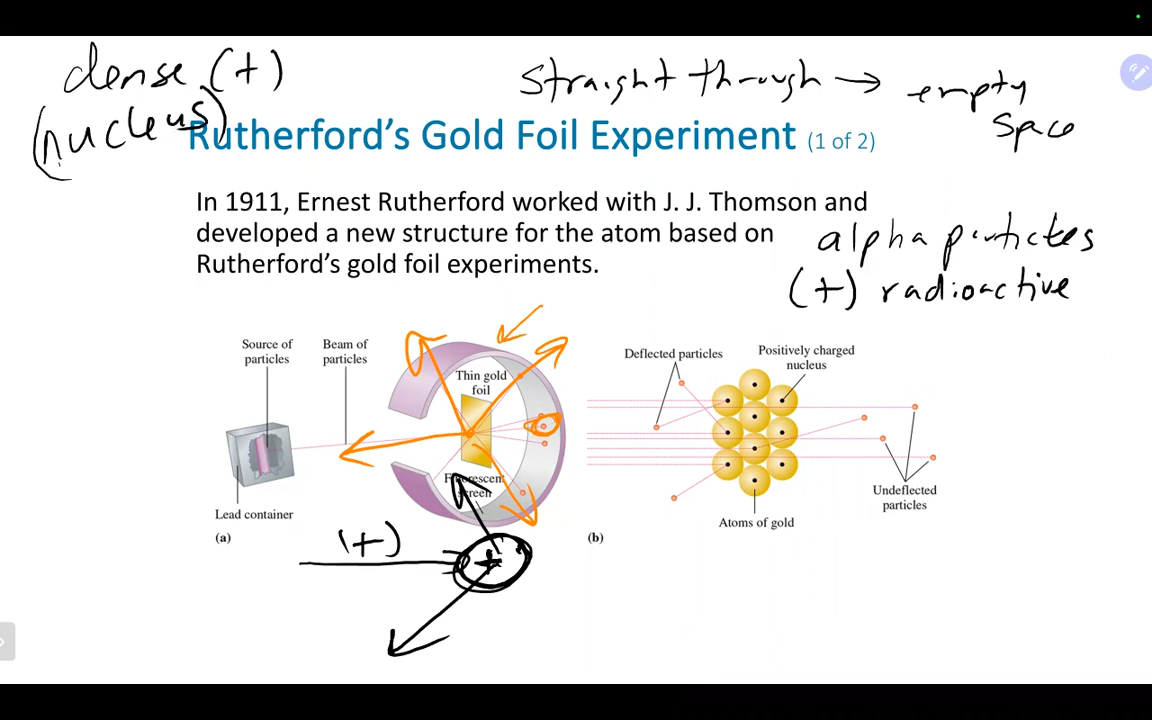 dense (+)
(nucleus)
straight through → empty
space
Rutherford's Gold Foil Experiment (1 of 2)
In 1911, Ernest Rutherford worked with J. J. Thomson and
developed a new structure for the atom based on
Rutherford's gold foil experiments.
alpha particles
(+) radioactive
Source of
particles
Beam of
particles
Thin gold
foil
Fluorescent
screen
Lead container
(a)
(+)
+
Deflected particles
Positively charged
nucleus
Undeflected
particles
Atoms of gold
(b)